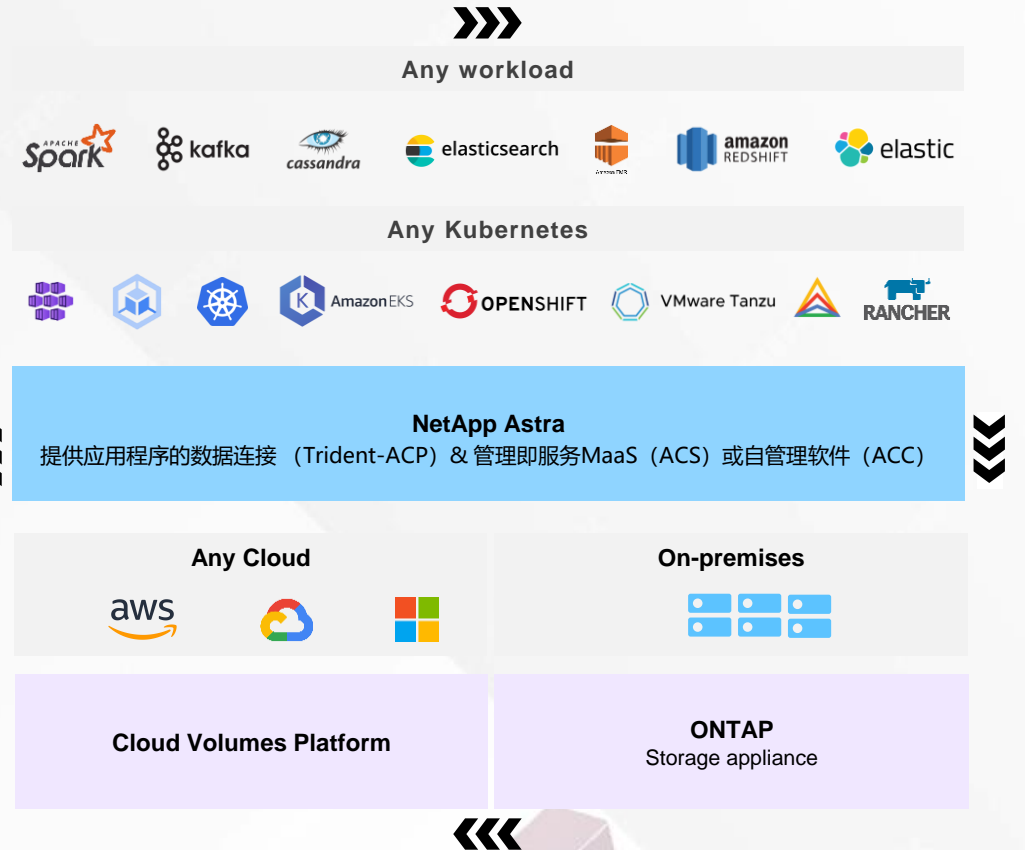 Any workload
APACHE
Spark
kafka
cassandra
elasticsearch
Amazon EMR
amazon
REDSHIFT
elastic
Any Kubernetes
K
Amazon EKS
OPENSHIFT
VMware Tanzu
RANCHER
NetApp Astra
提供应用程序的数据连接 （Trident-ACP）& 管理即服务MaaS（ACS）或自管理软件（ACC）
Any Cloud
On-premises
aws
Cloud Volumes Platform
ONTAP
Storage appliance